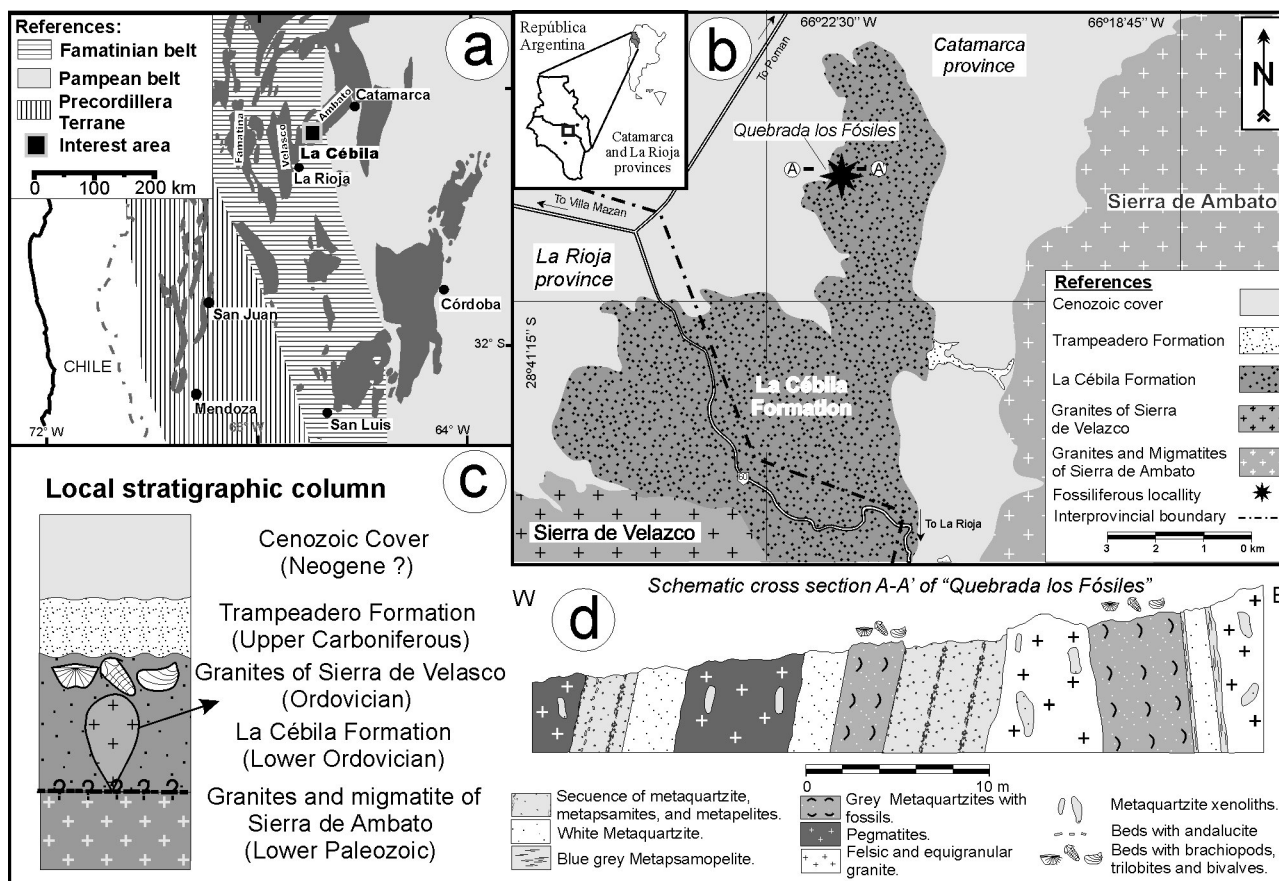 References:
Famatinian belt
Pampean belt
Precordillera
Terrane
Interest area
0 100 200 km
a
Famatina
Velasco
Ambato
Catamarca
La Cébila
La Rioja
Córdoba
San Juan
32° S
CHILE
Mendoza
San Luis
72° W
64° W
b
República
Argentina
Catamarca
and La Rioja
provinces
66º22'30'' W
66º18'45'' W
To Poman
Catamarca
province
N
Quebrada los Fósiles
A
A'
To Villa Mazan
La Rioja
province
Sierra de Ambato
28º41'15'' S
La Cébila
Formation
60
To La Rioja
Sierra de Velazco
References
Cenozoic cover
Trampeadero Formation
La Cébila Formation
Granites of Sierra
de Velazco
Granites and Migmatites
of Sierra de Ambato
Fossiliferous locallity
Interprovincial boundary
3 2 1 0 km
c
Local stratigraphic column
Cenozoic Cover
(Neogene ?)
Trampeadero Formation
(Upper Carboniferous)
Granites of Sierra de Velasco
(Ordovician)
La Cébila Formation
(Lower Ordovician)
Granites and migmatite of
Sierra de Ambato
(Lower Paleozoic)
? ? ? ? ?
Schematic cross section A-A' of "Quebrada los Fósiles"
W
E
d
0 10 m
Secuence of metaquartzite,
metapsamites, and metapelites.
White Metaquartzite.
Blue grey Metapsamopelite.
Grey Metaquartzites with
fossils.
Pegmatites.
Felsic and equigranular
granite.
Metaquartzite xenoliths.
Beds with andalucite
Beds with brachiopods,
trilobites and bivalves.